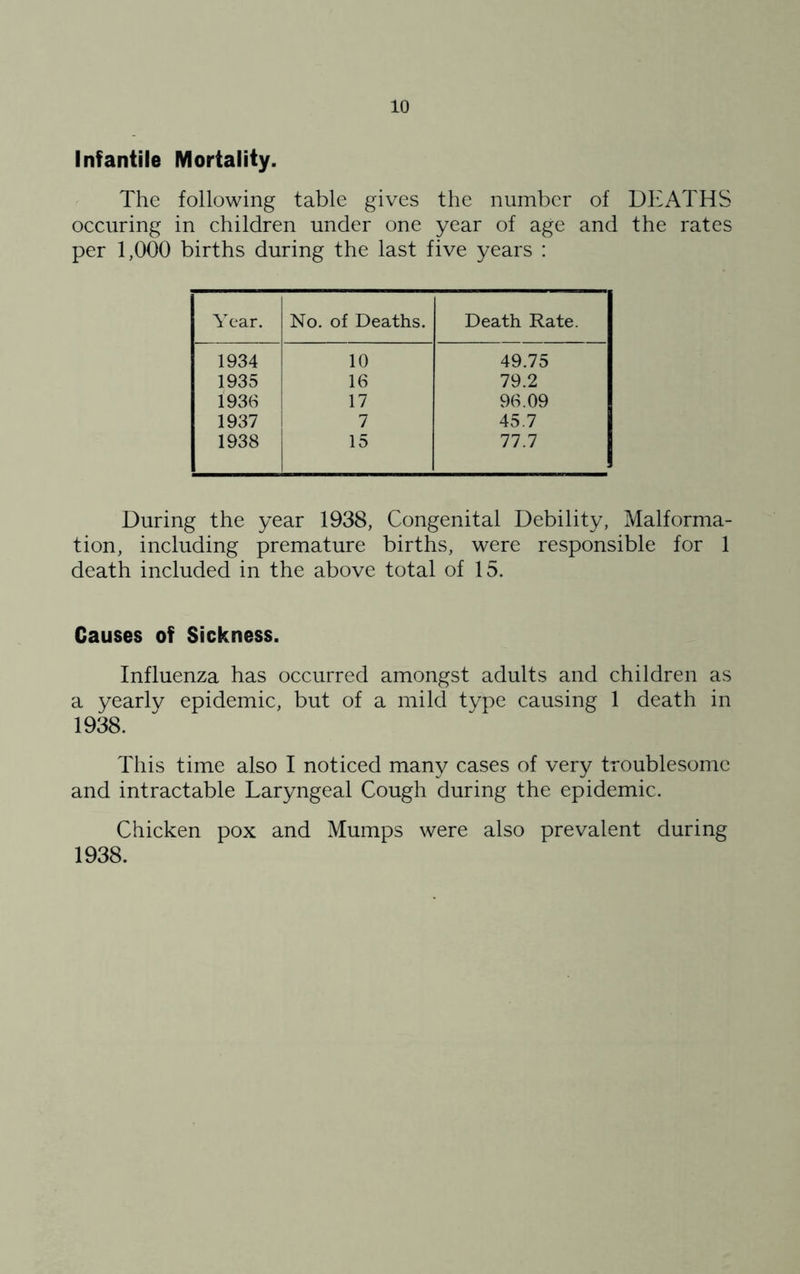 10
Infantile Mortality.
The following table gives the number of DEATHS
occuring in children under one year of age and the rates
per 1,000 births during the last five years :
Year. No. of Deaths. Death Rate.
1934 10 49.75
1935 16 79.2
1936 17 96.09
1937 7 45.7
1938 15 77.7
During the year 1938, Congenital Debility, Malforma-
tion, including premature births, were responsible for 1
death included in the above total of 15.
Causes of Sickness.
Influenza has occurred amongst adults and children as
a yearly epidemic, but of a mild type causing 1 death in
1938.
This time also I noticed many cases of very troublesome
and intractable Laryngeal Cough during the epidemic.
Chicken pox and Mumps were also prevalent during
1938.